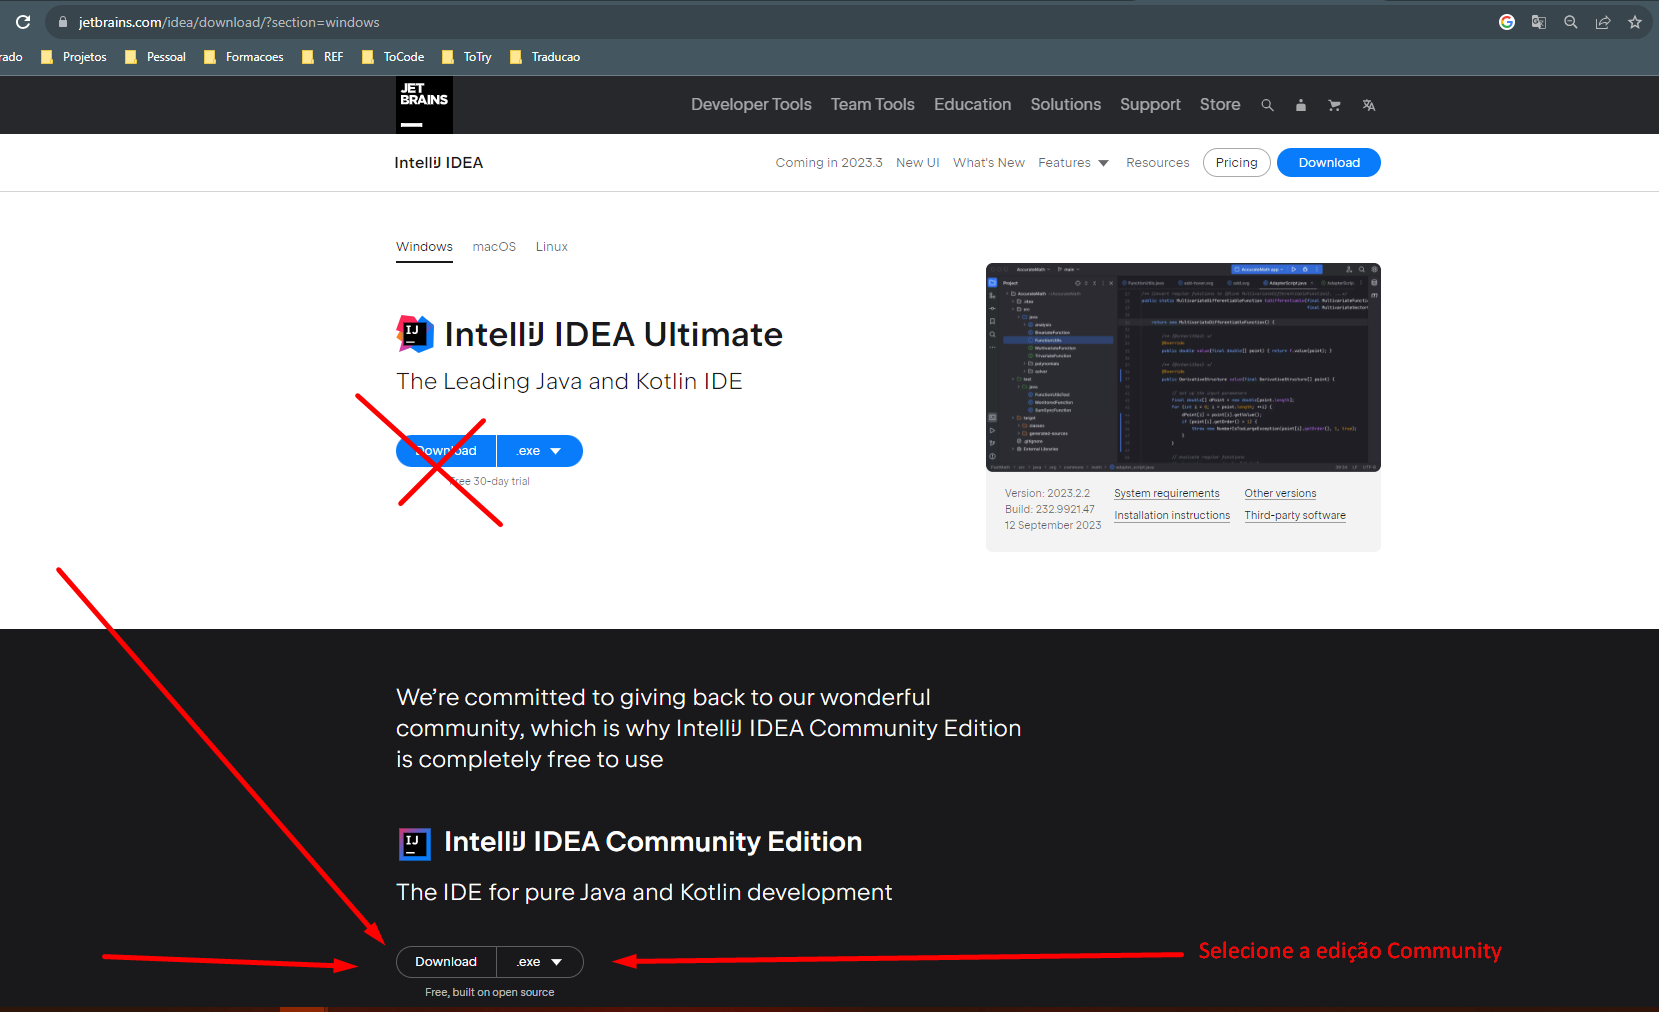 jetbrains.com/idea/download/?section=windows
rado Projetos Pessoal Formacoes REF ToCode ToTry Traducao
JET
BRAINS
Developer Tools Team Tools Education Solutions Support Store
IntelliJ IDEA
Coming in 2023.3 New UI What's New Features Resources Pricing Download
Windows macOS Linux
IJ
IntelliJ IDEA Ultimate
The Leading Java and Kotlin IDE
Download .exe
Free 30-day trial
Version: 2023.2.2
Build: 232.9921.47
12 September 2023
System requirements
Installation instructions
Other versions
Third-party software
We're committed to giving back to our wonderful
community, which is why IntelliJ IDEA Community Edition
is completely free to use
IJ
IntelliJ IDEA Community Edition
The IDE for pure Java and Kotlin development
Download .exe
Free, built on open source
Selecione a edição Community